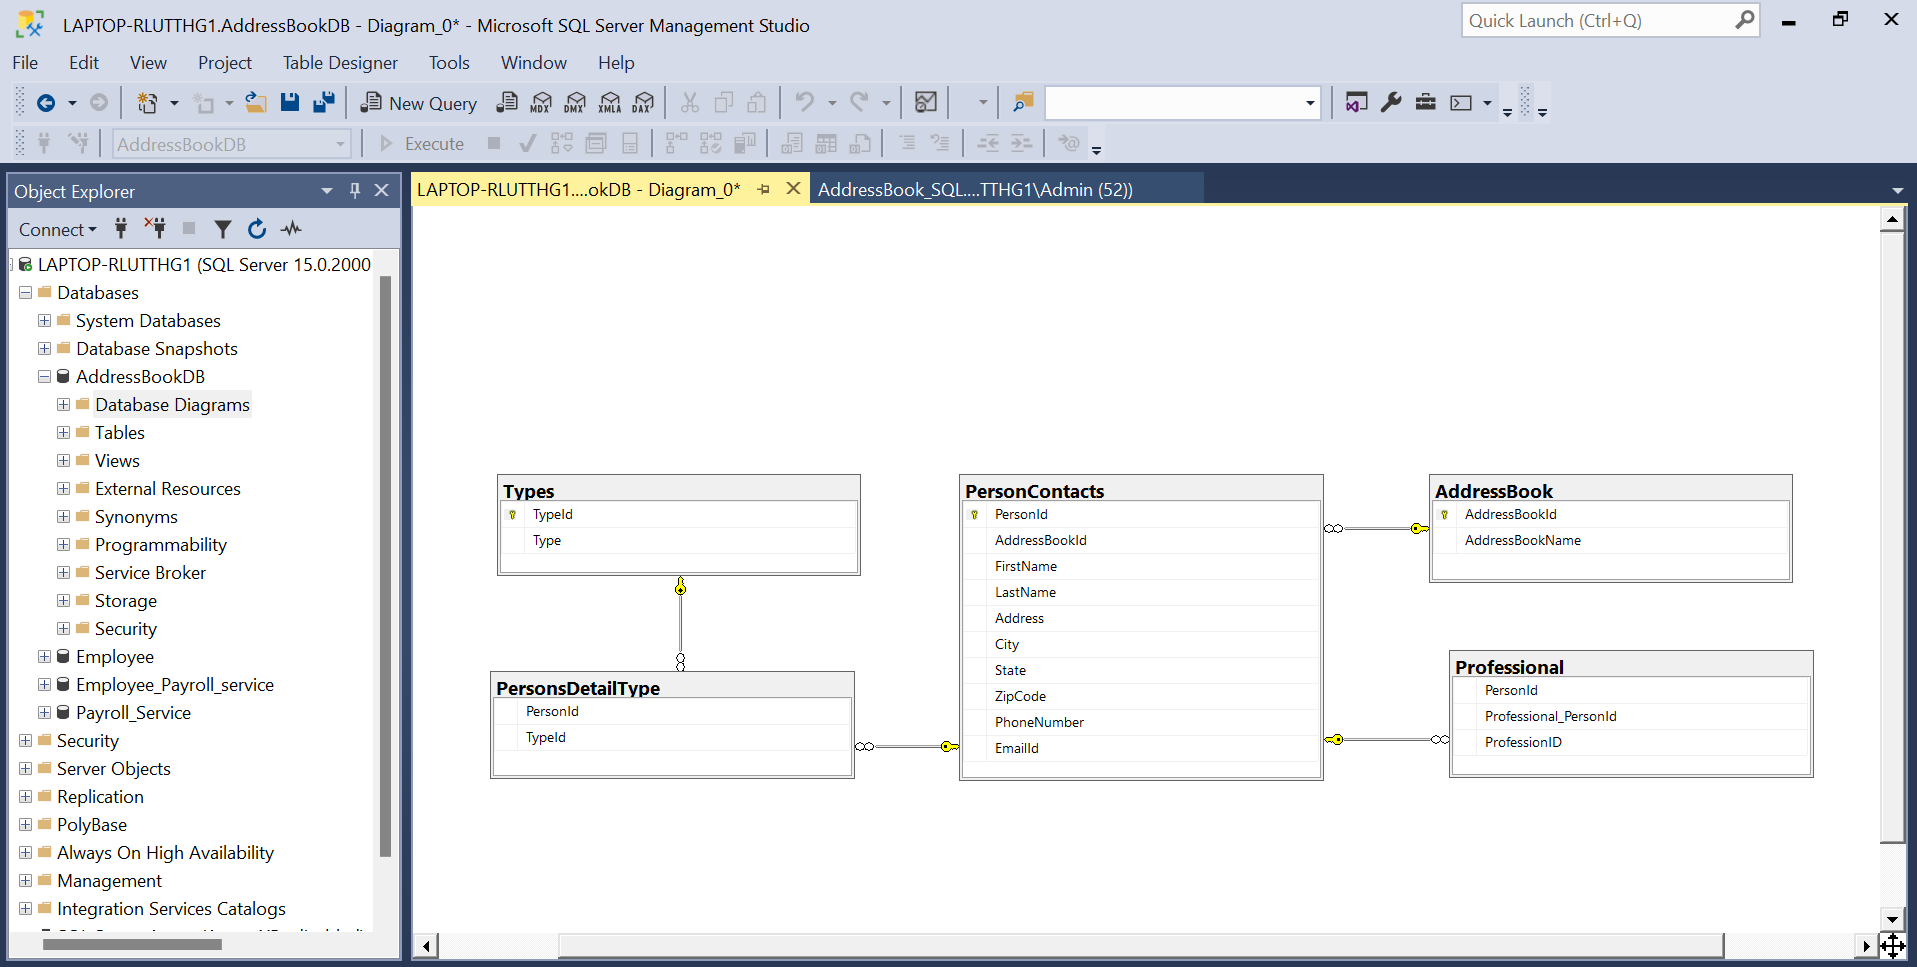 LAPTOP-RLUTTHG1.AddressBookDB - Diagram_0* - Microsoft SQL Server Management Studio
Quick Launch (Ctrl+Q)
File Edit View Project Table Designer Tools Window Help
New Query MDX DMX XMLA DAX
AddressBookDB Execute
Object Explorer
Connect
LAPTOP-RLUTTHG1 (SQL Server 15.0.2000
Databases
System Databases
Database Snapshots
AddressBookDB
Database Diagrams
Tables
Views
External Resources
Synonyms
Programmability
Service Broker
Storage
Security
Employee
Employee_Payroll_service
Payroll_Service
Security
Server Objects
Replication
PolyBase
Always On High Availability
Management
Integration Services Catalogs
LAPTOP-RLUTTHG1....okDB - Diagram_0*
AddressBook_SQL....TTHG1\Admin (52))
Types
TypeId
Type
PersonsDetailType
PersonId
TypeId
PersonContacts
PersonId
AddressBookId
FirstName
LastName
Address
City
State
ZipCode
PhoneNumber
EmailId
AddressBook
AddressBookId
AddressBookName
Professional
PersonId
Professional_PersonId
ProfessionID